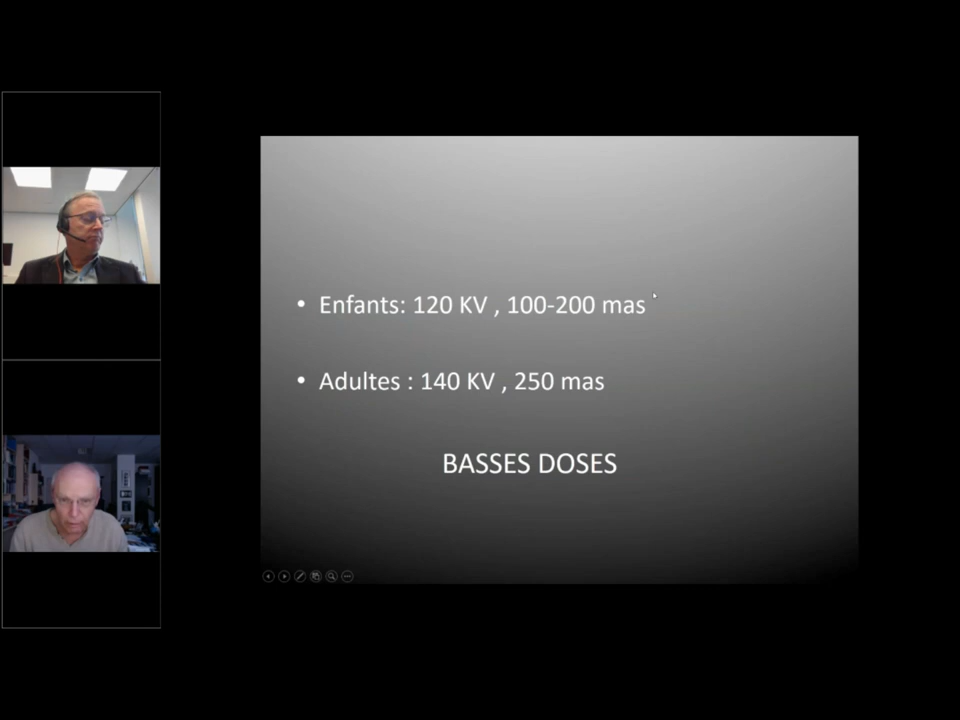 • Enfants: 120 KV , 100-200 mas
• Adultes : 140 KV , 250 mas
BASSES DOSES